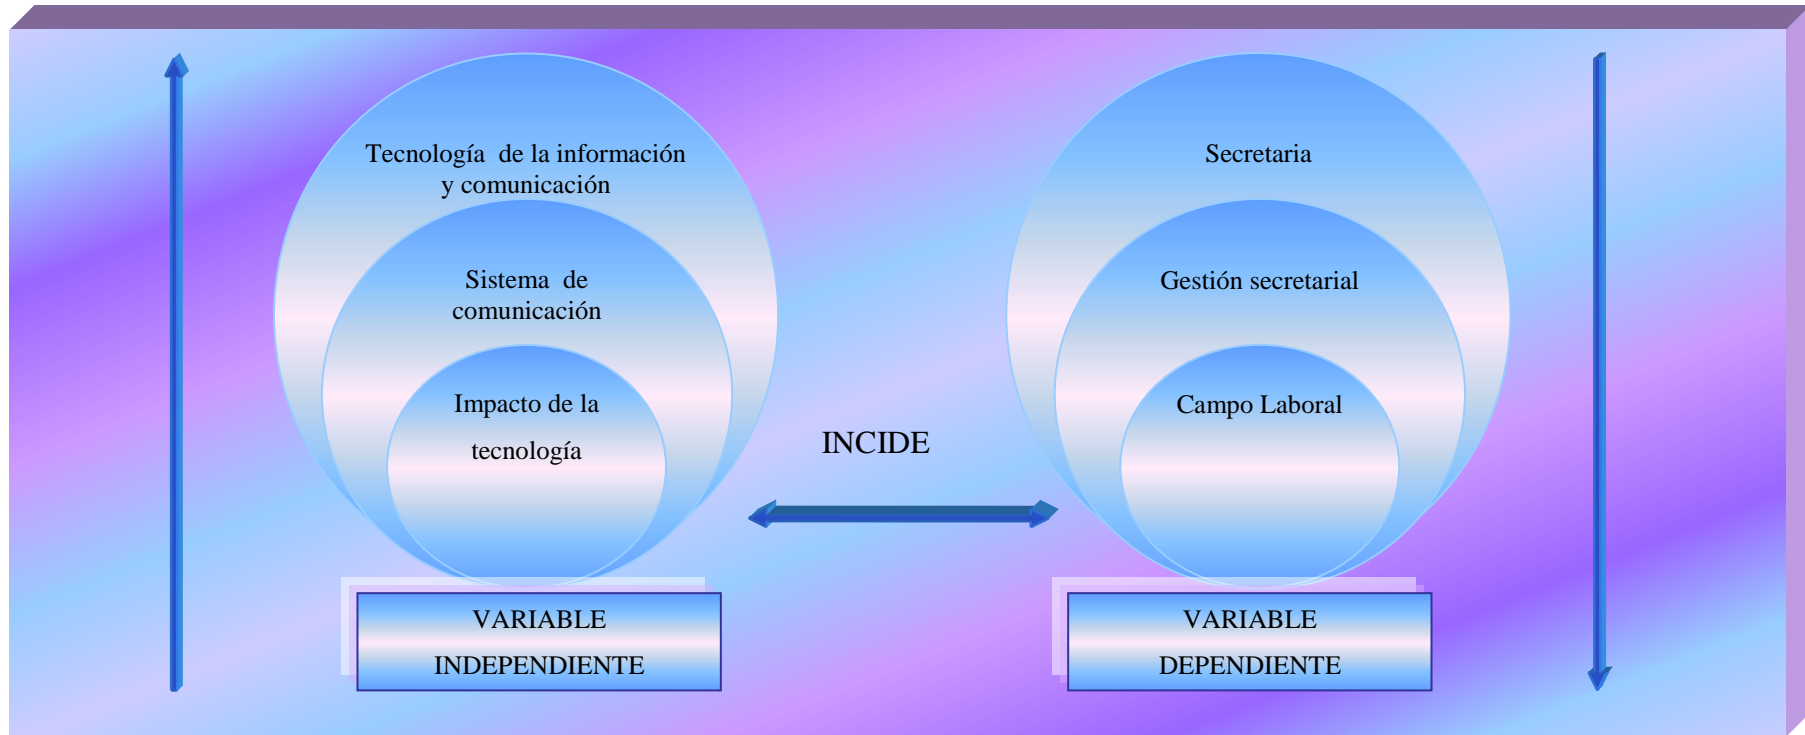 Tecnología de la información
y comunicación
Sistema de
comunicación
Impacto de la
tecnología
VARIABLE
INDEPENDIENTE
INCIDE
Secretaria
Gestión secretarial
Campo Laboral
VARIABLE
DEPENDIENTE